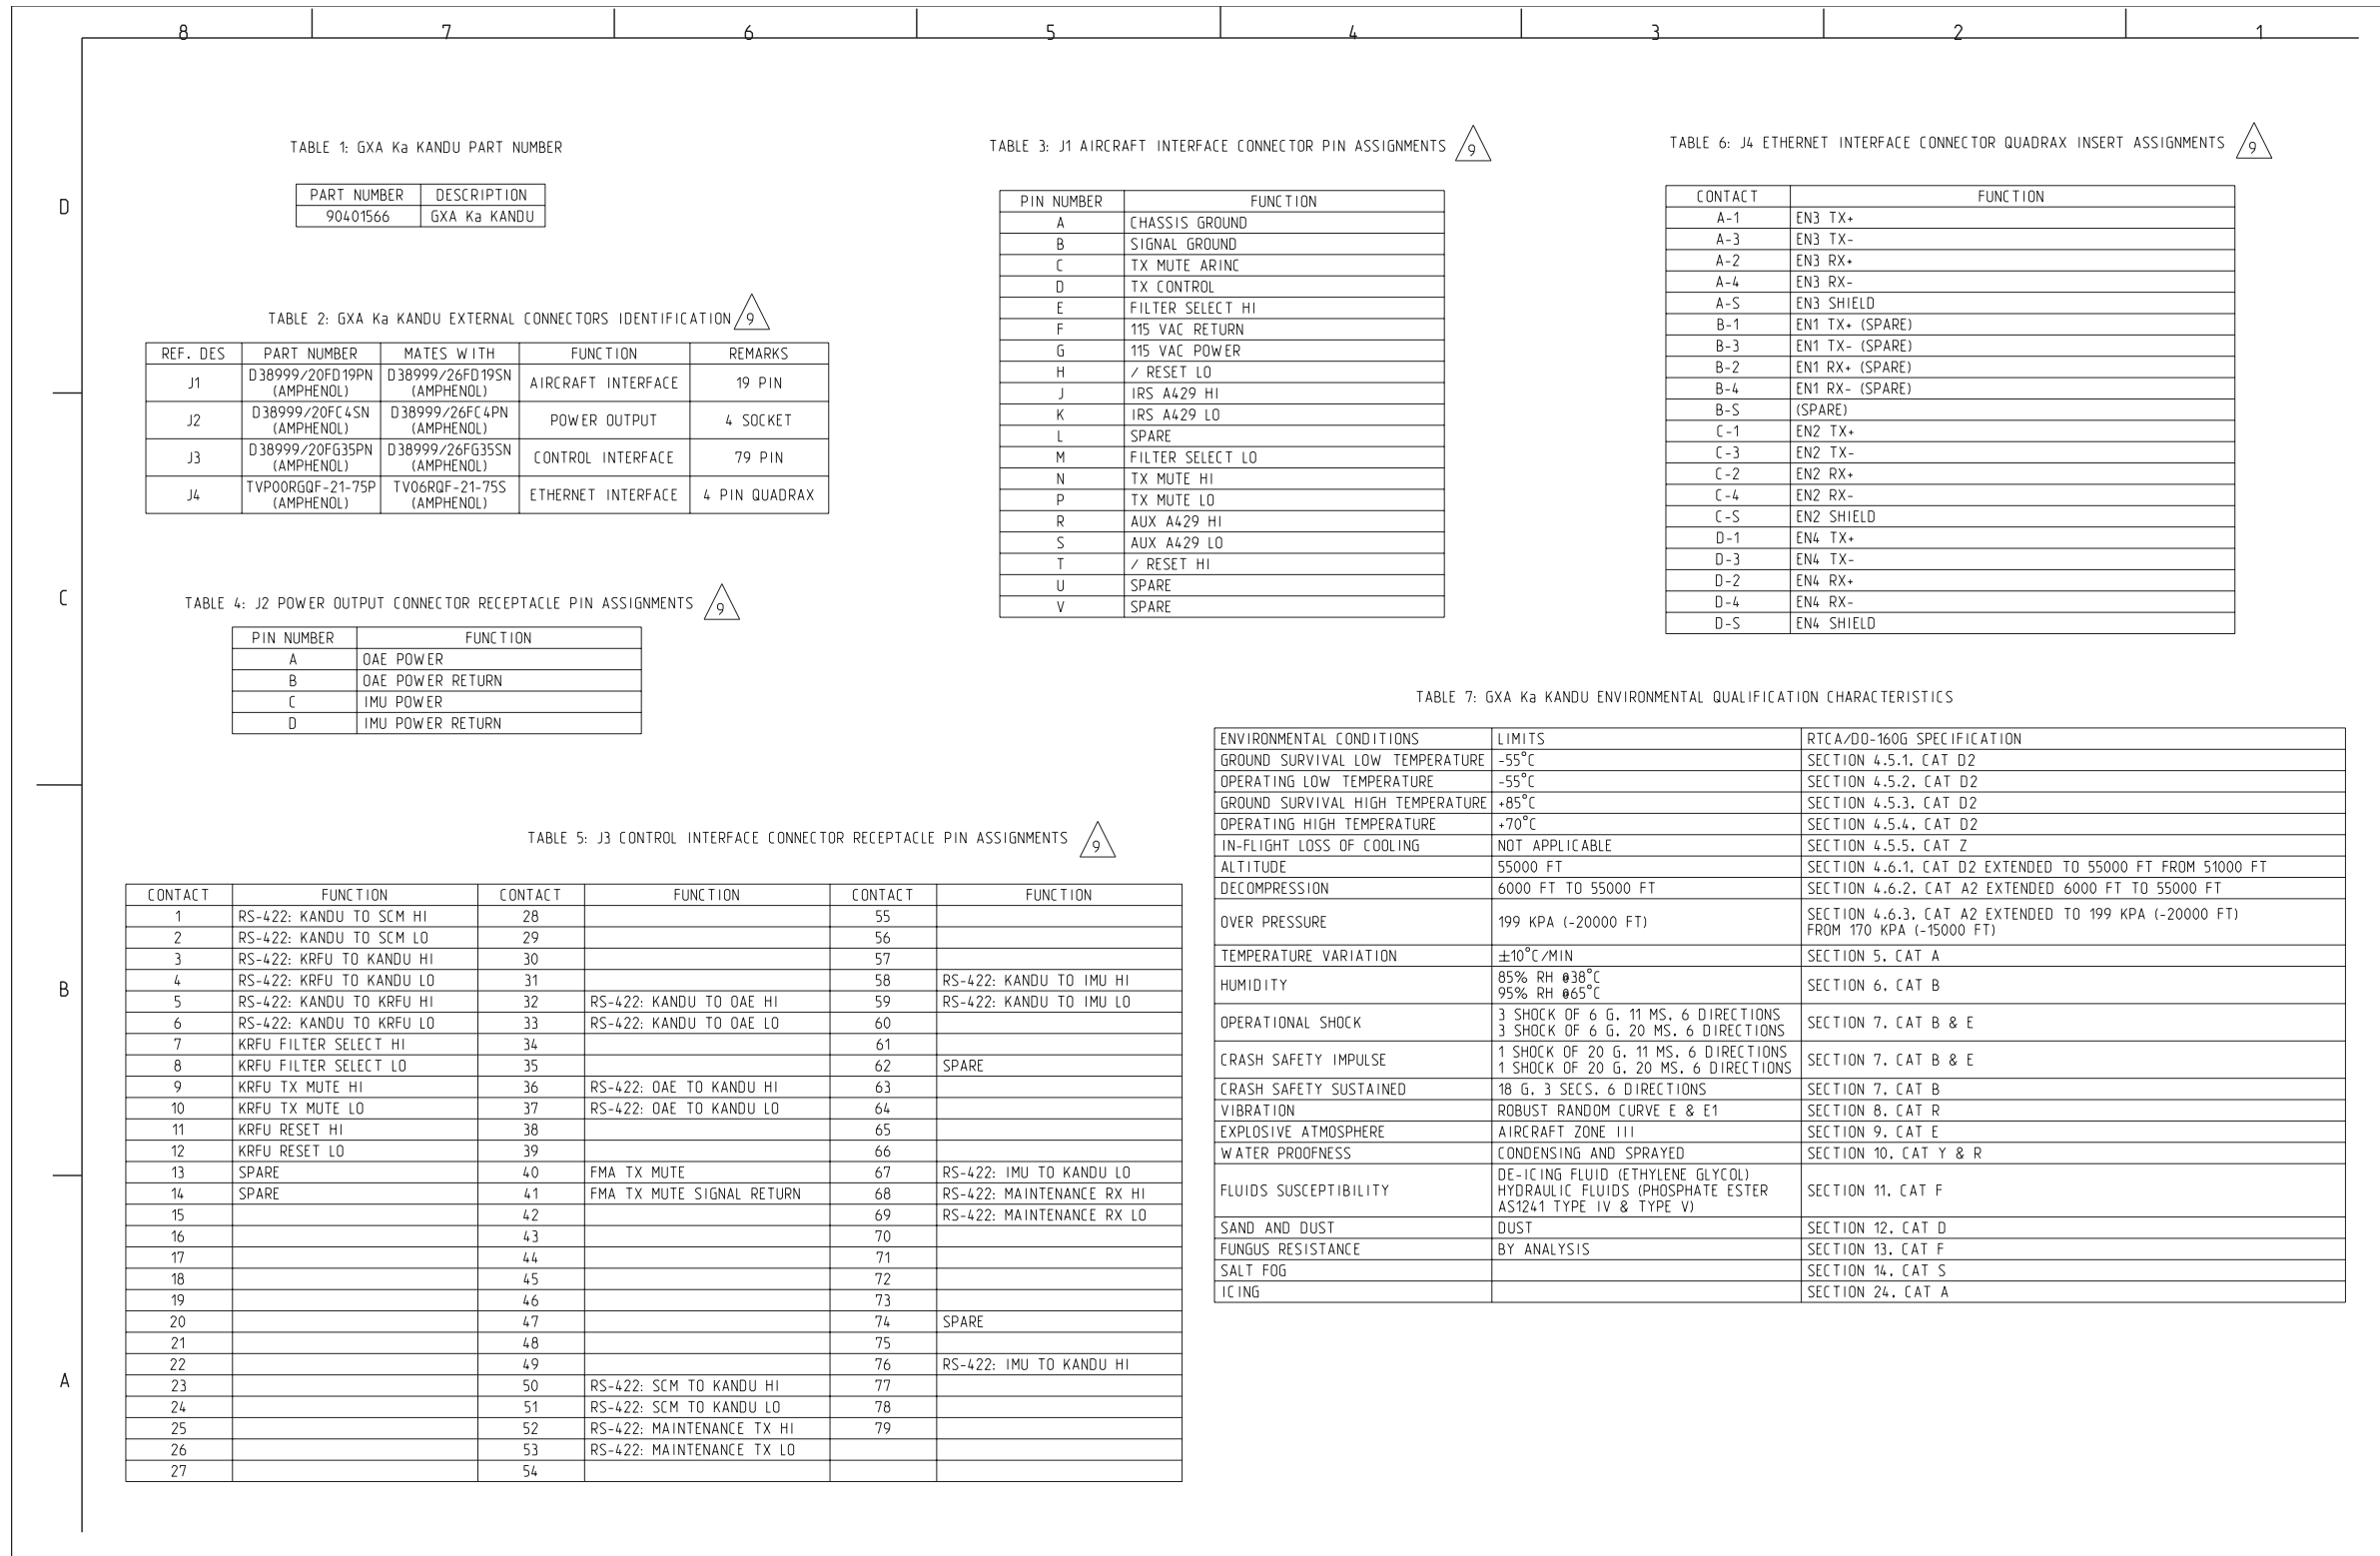 8 7 6 5 4 3 2 1
D
C
B
A
TABLE 1: GXA Ka KANDU PART NUMBER
PART NUMBER DESCRIPTION
90401566 GXA Ka KANDU
TABLE 2: GXA Ka KANDU EXTERNAL CONNECTORS IDENTIFICATION 9
REF. DES PART NUMBER MATES WITH FUNCTION REMARKS
J1 D38999/20FD19PN (AMPHENOL) D38999/26FD19SN (AMPHENOL) AIRCRAFT INTERFACE 19 PIN
J2 D38999/20FC4SN (AMPHENOL) D38999/26FC4PN (AMPHENOL) POWER OUTPUT 4 SOCKET
J3 D38999/20FG35PN (AMPHENOL) D38999/26FG35SN (AMPHENOL) CONTROL INTERFACE 79 PIN
J4 TVP00RGQF-21-75P (AMPHENOL) TV06RQF-21-75S (AMPHENOL) ETHERNET INTERFACE 4 PIN QUADRAX
TABLE 3: J1 AIRCRAFT INTERFACE CONNECTOR PIN ASSIGNMENTS 9
PIN NUMBER FUNCTION
A CHASSIS GROUND
B SIGNAL GROUND
C TX MUTE ARINC
D TX CONTROL
E FILTER SELECT HI
F 115 VAC RETURN
G 115 VAC POWER
H / RESET LO
J IRS A429 HI
K IRS A429 LO
L SPARE
M FILTER SELECT LO
N TX MUTE HI
P TX MUTE LO
R AUX A429 HI
S AUX A429 LO
T / RESET HI
U SPARE
V SPARE
TABLE 6: J4 ETHERNET INTERFACE CONNECTOR QUADRAX INSERT ASSIGNMENTS 9
CONTACT FUNCTION
A-1 EN3 TX+
A-3 EN3 TX-
A-2 EN3 RX+
A-4 EN3 RX-
A-S EN3 SHIELD
B-1 EN1 TX+ (SPARE)
B-3 EN1 TX- (SPARE)
B-2 EN1 RX+ (SPARE)
B-4 EN1 RX- (SPARE)
B-S (SPARE)
C-1 EN2 TX+
C-3 EN2 TX-
C-2 EN2 RX+
C-4 EN2 RX-
C-S EN2 SHIELD
D-1 EN4 TX+
D-3 EN4 TX-
D-2 EN4 RX+
D-4 EN4 RX-
D-S EN4 SHIELD
TABLE 4: J2 POWER OUTPUT CONNECTOR RECEPTACLE PIN ASSIGNMENTS 9
PIN NUMBER FUNCTION
A OAE POWER
B OAE POWER RETURN
C IMU POWER
D IMU POWER RETURN
TABLE 5: J3 CONTROL INTERFACE CONNECTOR RECEPTACLE PIN ASSIGNMENTS 9
CONTACT FUNCTION CONTACT FUNCTION CONTACT FUNCTION
1 RS-422: KANDU TO SCM HI 28 55
2 RS-422: KANDU TO SCM LO 29 56
3 RS-422: KRFU TO KANDU HI 30 57
4 RS-422: KRFU TO KANDU LO 31 58 RS-422: KANDU TO IMU HI
5 RS-422: KANDU TO KRFU HI 32 RS-422: KANDU TO OAE HI 59 RS-422: KANDU TO IMU LO
6 RS-422: KANDU TO KRFU LO 33 RS-422: KANDU TO OAE LO 60
7 KRFU FILTER SELECT HI 34 61
8 KRFU FILTER SELECT LO 35 62 SPARE
9 KRFU TX MUTE HI 36 RS-422: OAE TO KANDU HI 63
10 KRFU TX MUTE LO 37 RS-422: OAE TO KANDU LO 64
11 KRFU RESET HI 38 65
12 KRFU RESET LO 39 66
13 SPARE 40 FMA TX MUTE 67 RS-422: IMU TO KANDU LO
14 SPARE 41 FMA TX MUTE SIGNAL RETURN 68 RS-422: MAINTENANCE RX HI
15 42 69 RS-422: MAINTENANCE RX LO
16 43 70
17 44 71
18 45 72
19 46 73
20 47 74 SPARE
21 48 75
22 49 76 RS-422: IMU TO KANDU HI
23 50 RS-422: SCM TO KANDU HI 77
24 51 RS-422: SCM TO KANDU LO 78
25 52 RS-422: MAINTENANCE TX HI 79
26 53 RS-422: MAINTENANCE TX LO
27 54
TABLE 7: GXA Ka KANDU ENVIRONMENTAL QUALIFICATION CHARACTERISTICS
ENVIRONMENTAL CONDITIONS LIMITS RTCA/DO-160G SPECIFICATION
GROUND SURVIVAL LOW TEMPERATURE -55°C SECTION 4.5.1, CAT D2
OPERATING LOW TEMPERATURE -55°C SECTION 4.5.2, CAT D2
GROUND SURVIVAL HIGH TEMPERATURE +85°C SECTION 4.5.3, CAT D2
OPERATING HIGH TEMPERATURE +70°C SECTION 4.5.4, CAT D2
IN-FLIGHT LOSS OF COOLING NOT APPLICABLE SECTION 4.5.5, CAT Z
ALTITUDE 55000 FT SECTION 4.6.1, CAT D2 EXTENDED TO 55000 FT FROM 51000 FT
DECOMPRESSION 6000 FT TO 55000 FT SECTION 4.6.2, CAT A2 EXTENDED 6000 FT TO 55000 FT
OVER PRESSURE 199 KPA (-20000 FT) SECTION 4.6.3, CAT A2 EXTENDED TO 199 KPA (-20000 FT)
FROM 170 KPA (-15000 FT)
TEMPERATURE VARIATION ±10°C/MIN SECTION 5, CAT A
HUMIDITY 85% RH @38°C
95% RH @65°C SECTION 6, CAT B
OPERATIONAL SHOCK 3 SHOCK OF 6 G, 11 MS, 6 DIRECTIONS
3 SHOCK OF 6 G, 20 MS, 6 DIRECTIONS SECTION 7, CAT B & E
CRASH SAFETY IMPULSE 1 SHOCK OF 20 G, 11 MS, 6 DIRECTIONS
1 SHOCK OF 20 G, 20 MS, 6 DIRECTIONS SECTION 7, CAT B & E
CRASH SAFETY SUSTAINED 18 G, 3 SECS, 6 DIRECTIONS SECTION 7, CAT B
VIBRATION ROBUST RANDOM CURVE E & E1 SECTION 8, CAT R
EXPLOSIVE ATMOSPHERE AIRCRAFT ZONE III SECTION 9, CAT E
WATER PROOFNESS CONDENSING AND SPRAYED SECTION 10, CAT Y & R
FLUIDS SUSCEPTIBILITY DE-ICING FLUID (ETHYLENE GLYCOL)
HYDRAULIC FLUIDS (PHOSPHATE ESTER
AS1241 TYPE IV & TYPE V) SECTION 11, CAT F
SAND AND DUST DUST SECTION 12, CAT D
FUNGUS RESISTANCE BY ANALYSIS SECTION 13, CAT F
SALT FOG SECTION 14, CAT S
ICING SECTION 24, CAT A